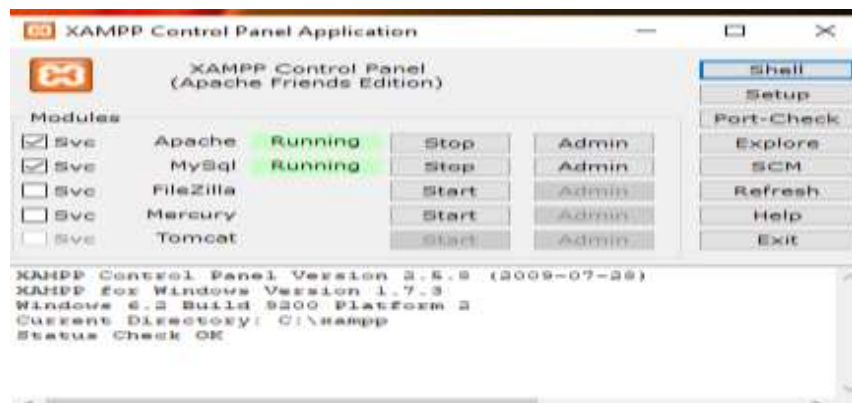 XAMPP Control Panel Application
XAMPP Control Panel
(Apache Friends Edition)
Shell
Setup
Modules
Port-Check
Svc Apache Running Stop Admin Explore
Svc MySql Running Stop Admin SCM
Svc FileZilla Start Admin Refresh
Svc Mercury Start Admin Help
Svc Tomcat Start Admin Exit
XAMPP Control Panel Version 2.5.8 (2009-07-28)
XAMPP for Windows Version 1.7.3
Windows 6.2 Build 9200 Platform 2
Current Directory: C:\xampp
Status Check OK